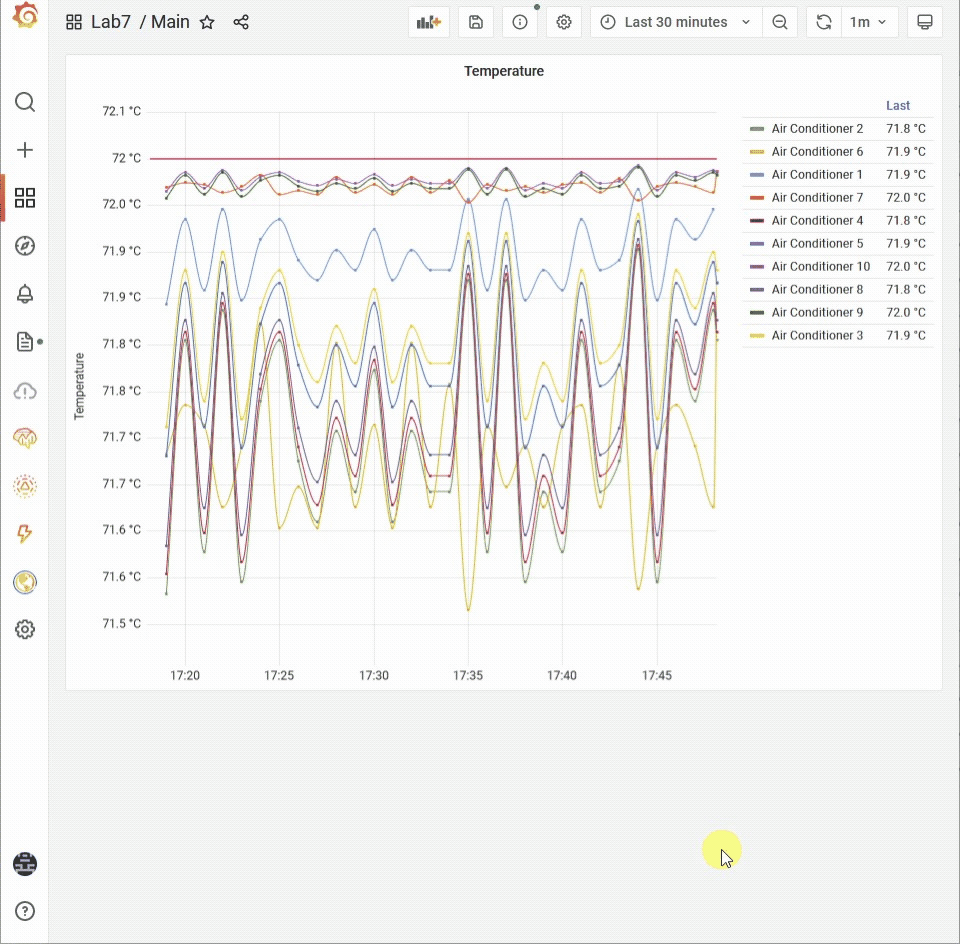 Lab7 / Main
Last 30 minutes
1m
Temperature
72.1 °C
72 °C
72.0 °C
71.9 °C
71.9 °C
71.8 °C
71.8 °C
71.7 °C
71.7 °C
71.6 °C
71.6 °C
71.5 °C
Temperature
17:20 17:25 17:30 17:35 17:40 17:45
Last
Air Conditioner 2 71.8 °C
Air Conditioner 6 71.9 °C
Air Conditioner 1 71.9 °C
Air Conditioner 7 72.0 °C
Air Conditioner 4 71.8 °C
Air Conditioner 5 71.9 °C
Air Conditioner 10 72.0 °C
Air Conditioner 8 71.8 °C
Air Conditioner 9 72.0 °C
Air Conditioner 3 71.9 °C